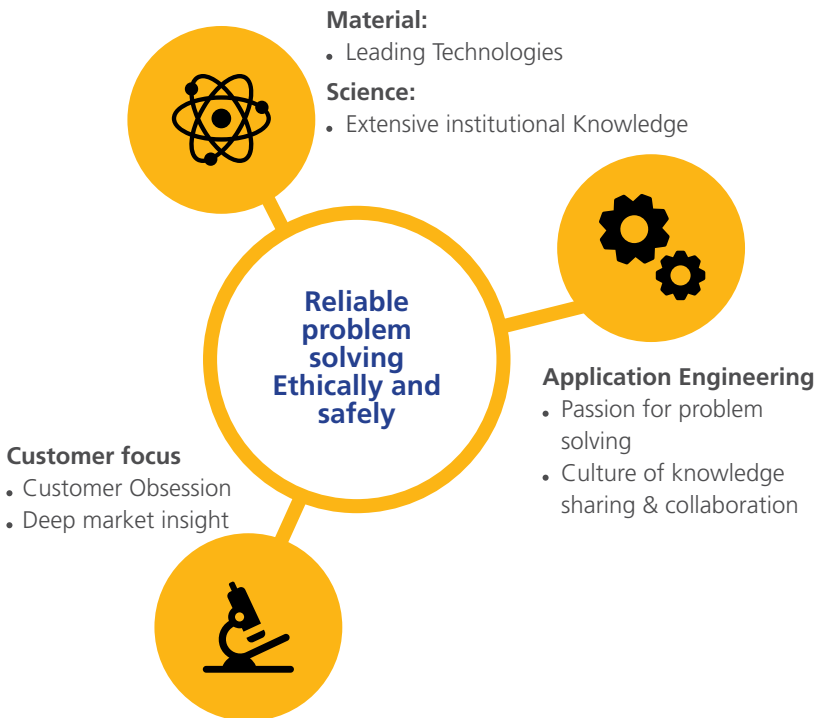 Material:
• Leading Technologies
Science:
• Extensive institutional Knowledge
Reliable
problem
solving
Ethically and
safely
Application Engineering
• Passion for problem
solving
• Culture of knowledge
sharing & collaboration
Customer focus
• Customer Obsession
• Deep market insight